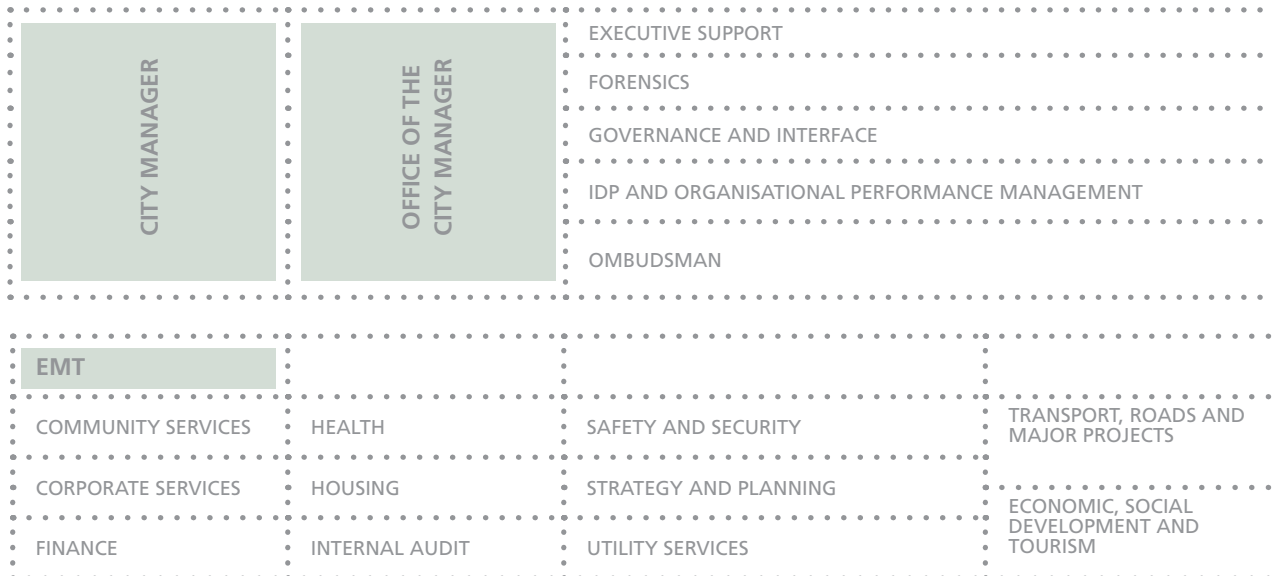 CITY MANAGER
OFFICE OF THE
CITY MANAGER
EXECUTIVE SUPPORT
FORENSICS
GOVERNANCE AND INTERFACE
IDP AND ORGANISATIONAL PERFORMANCE MANAGEMENT
OMBUDSMAN
EMT
COMMUNITY SERVICES
HEALTH
SAFETY AND SECURITY
TRANSPORT, ROADS AND
MAJOR PROJECTS
CORPORATE SERVICES
HOUSING
STRATEGY AND PLANNING
ECONOMIC, SOCIAL
DEVELOPMENT AND
TOURISM
FINANCE
INTERNAL AUDIT
UTILITY SERVICES